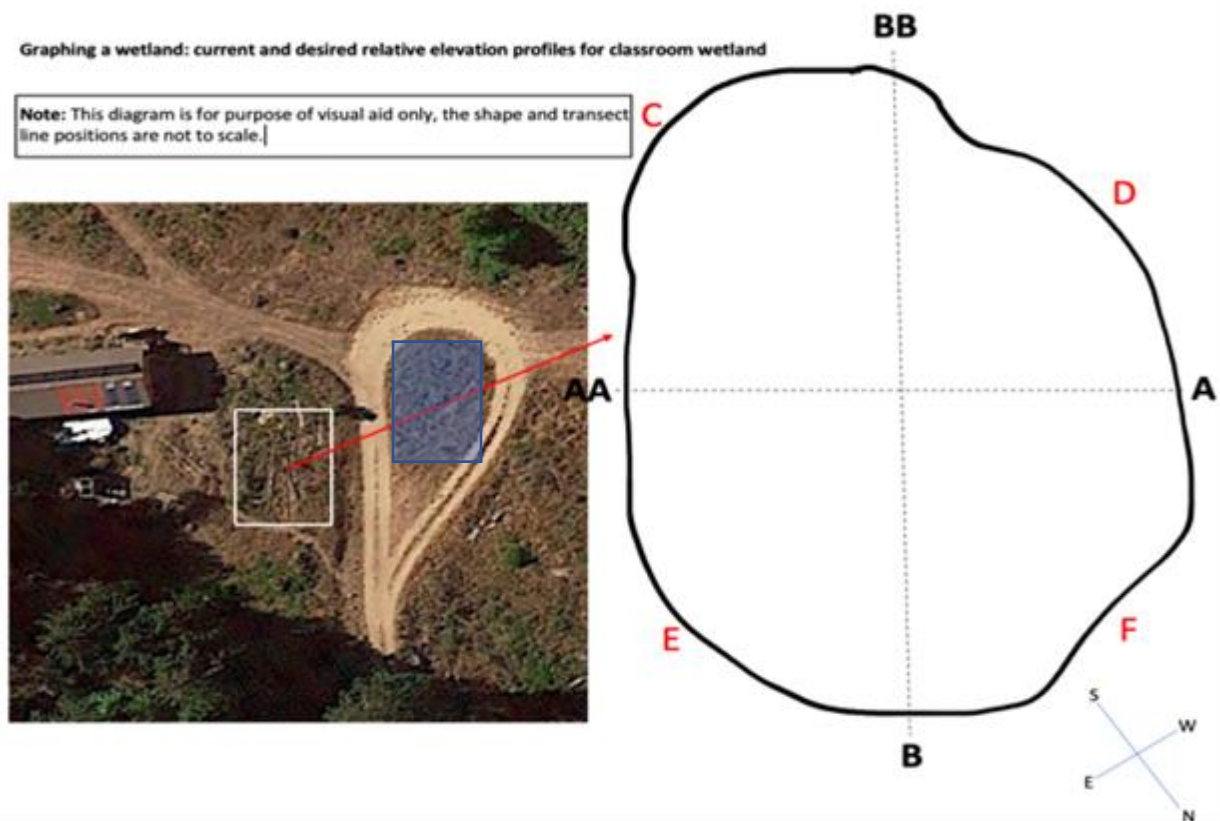 BB
Graphing a wetland: current and desired relative elevation profiles for classroom wetland
Note: This diagram is for purpose of visual aid only, the shape and transect
line positions are not to scale.
C
D
AA
A
E
F
B
S
W
E
N